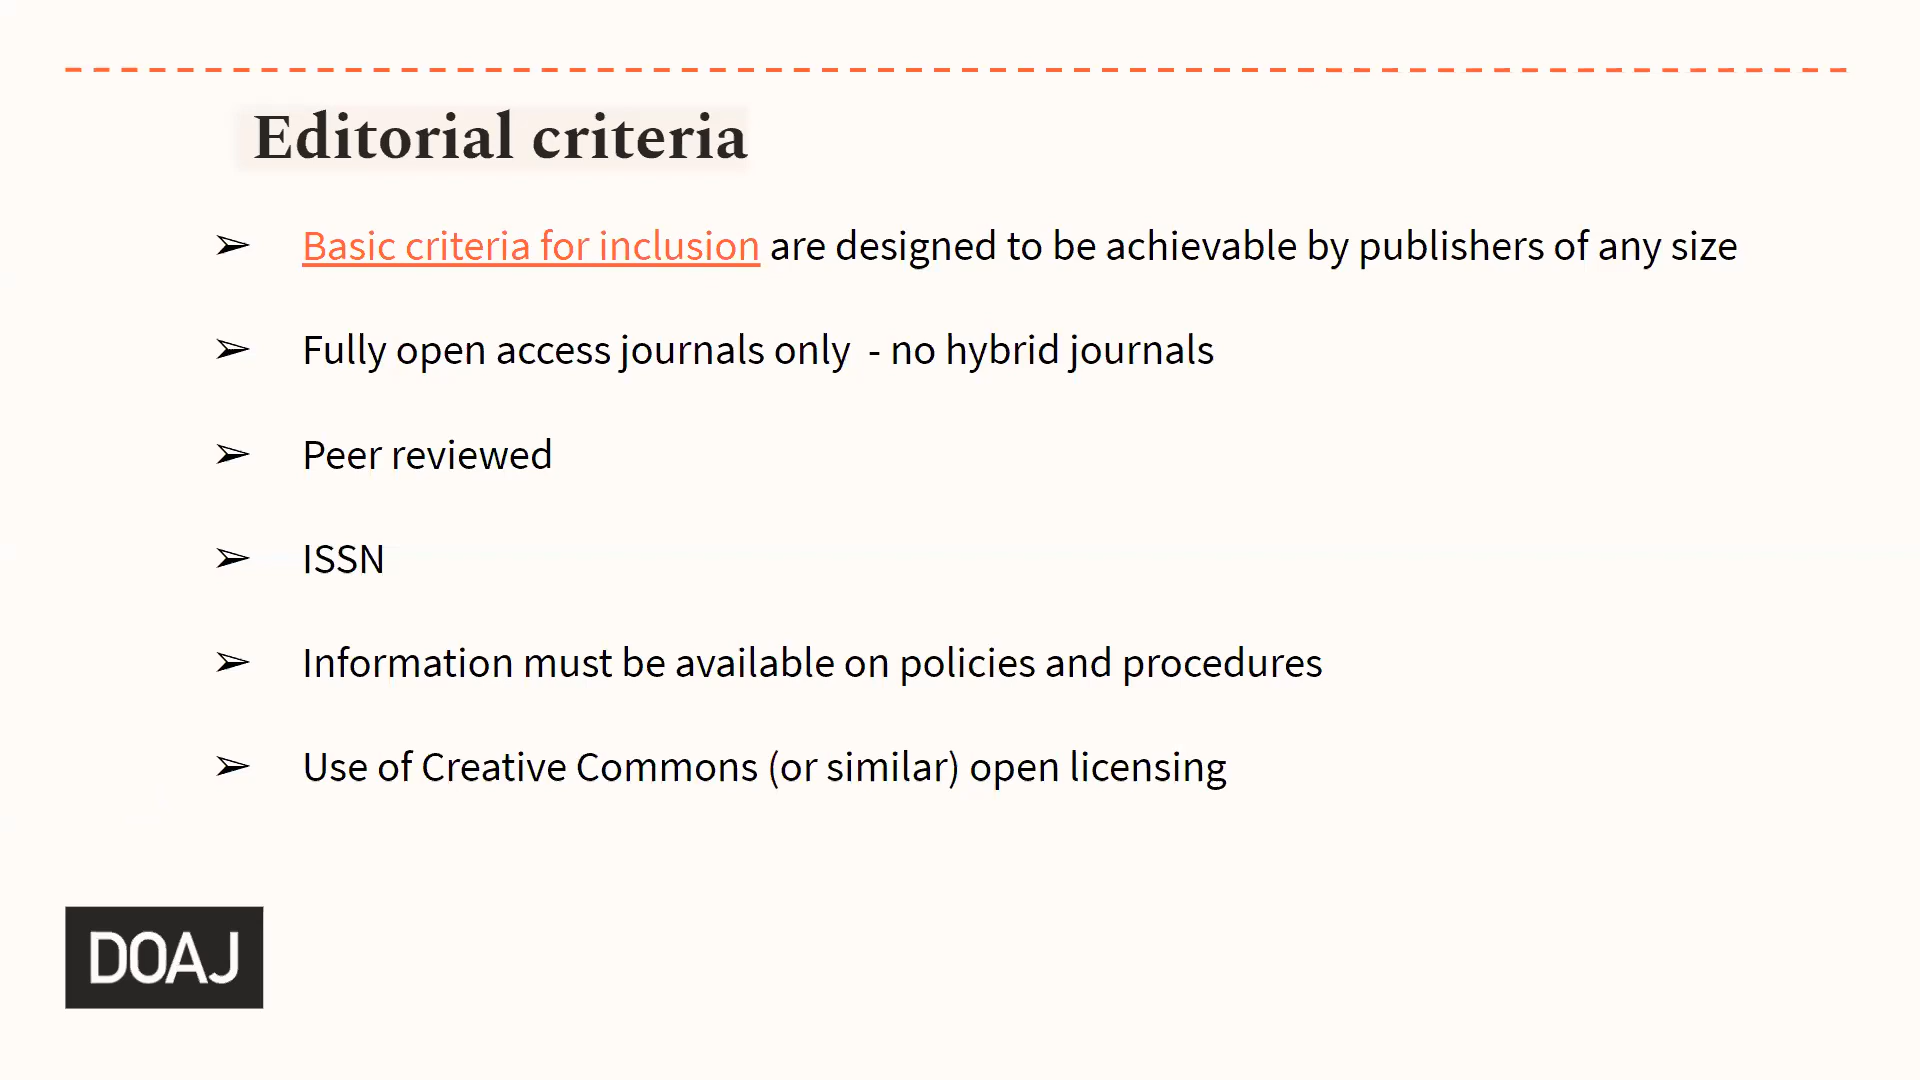 Editorial criteria
➢ Basic criteria for inclusion are designed to be achievable by publishers of any size
➢ Fully open access journals only - no hybrid journals
➢ Peer reviewed
➢ ISSN
➢ Information must be available on policies and procedures
➢ Use of Creative Commons (or similar) open licensing
DOAJ